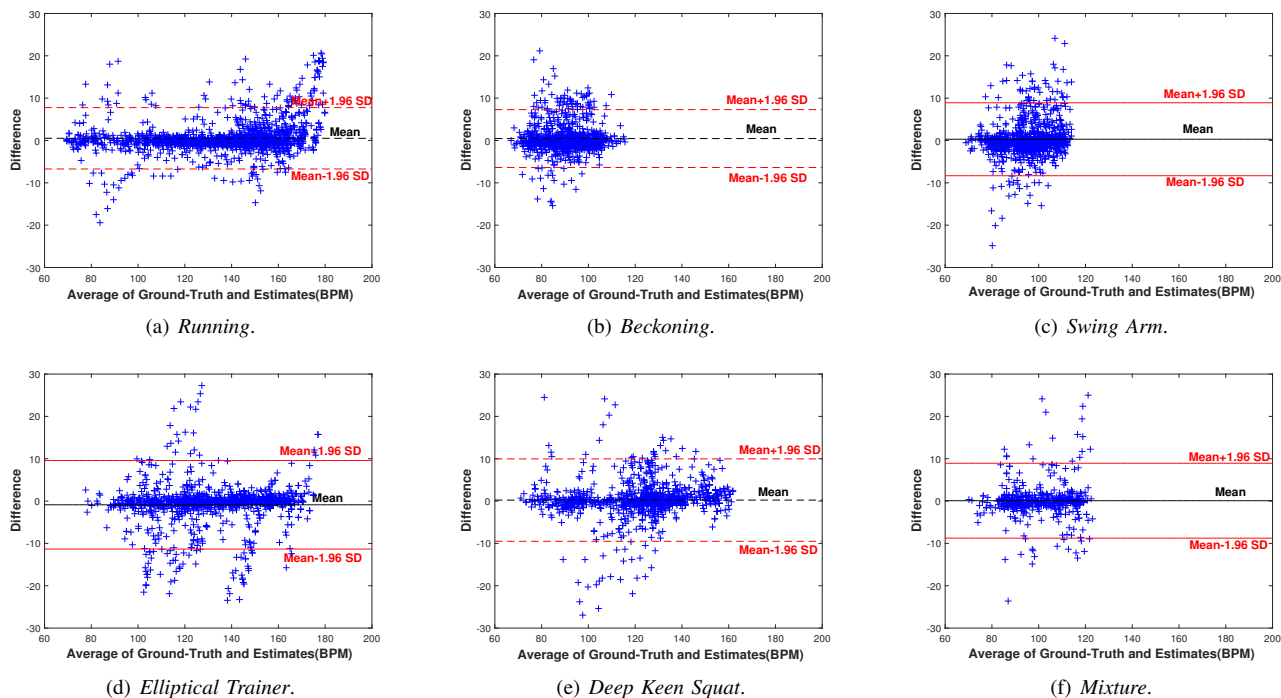 30
20
10
0
-10
-20
-30
Difference
Mean+1.96 SD
Mean
Mean-1.96 SD
60 80 100 120 140 160 180 200
Average of Ground-Truth and Estimates(BPM)
(a) Running.
30
20
10
0
-10
-20
-30
Difference
Mean+1.96 SD
Mean
Mean-1.96 SD
60 80 100 120 140 160 180 200
Average of Ground-Truth and Estimates(BPM)
(b) Beckoning.
30
20
10
0
-10
-20
-30
Difference
Mean+1.96 SD
Mean
Mean-1.96 SD
60 80 100 120 140 160 180 200
Average of Ground-Truth and Estimates(BPM)
(c) Swing Arm.
30
20
10
0
-10
-20
-30
Difference
Mean+1.96 SD
Mean
Mean-1.96 SD
60 80 100 120 140 160 180 200
Average of Ground-Truth and Estimates(BPM)
(d) Elliptical Trainer.
30
20
10
0
-10
-20
-30
Difference
Mean+1.96 SD
Mean
Mean-1.96 SD
60 80 100 120 140 160 180 200
Average of Ground-Truth and Estimates(BPM)
(e) Deep Keen Squat.
30
20
10
0
-10
-20
-30
Difference
Mean+1.96 SD
Mean
Mean-1.96 SD
60 80 100 120 140 160 180 200
Average of Ground-Truth and Estimates(BPM)
(f) Mixture.